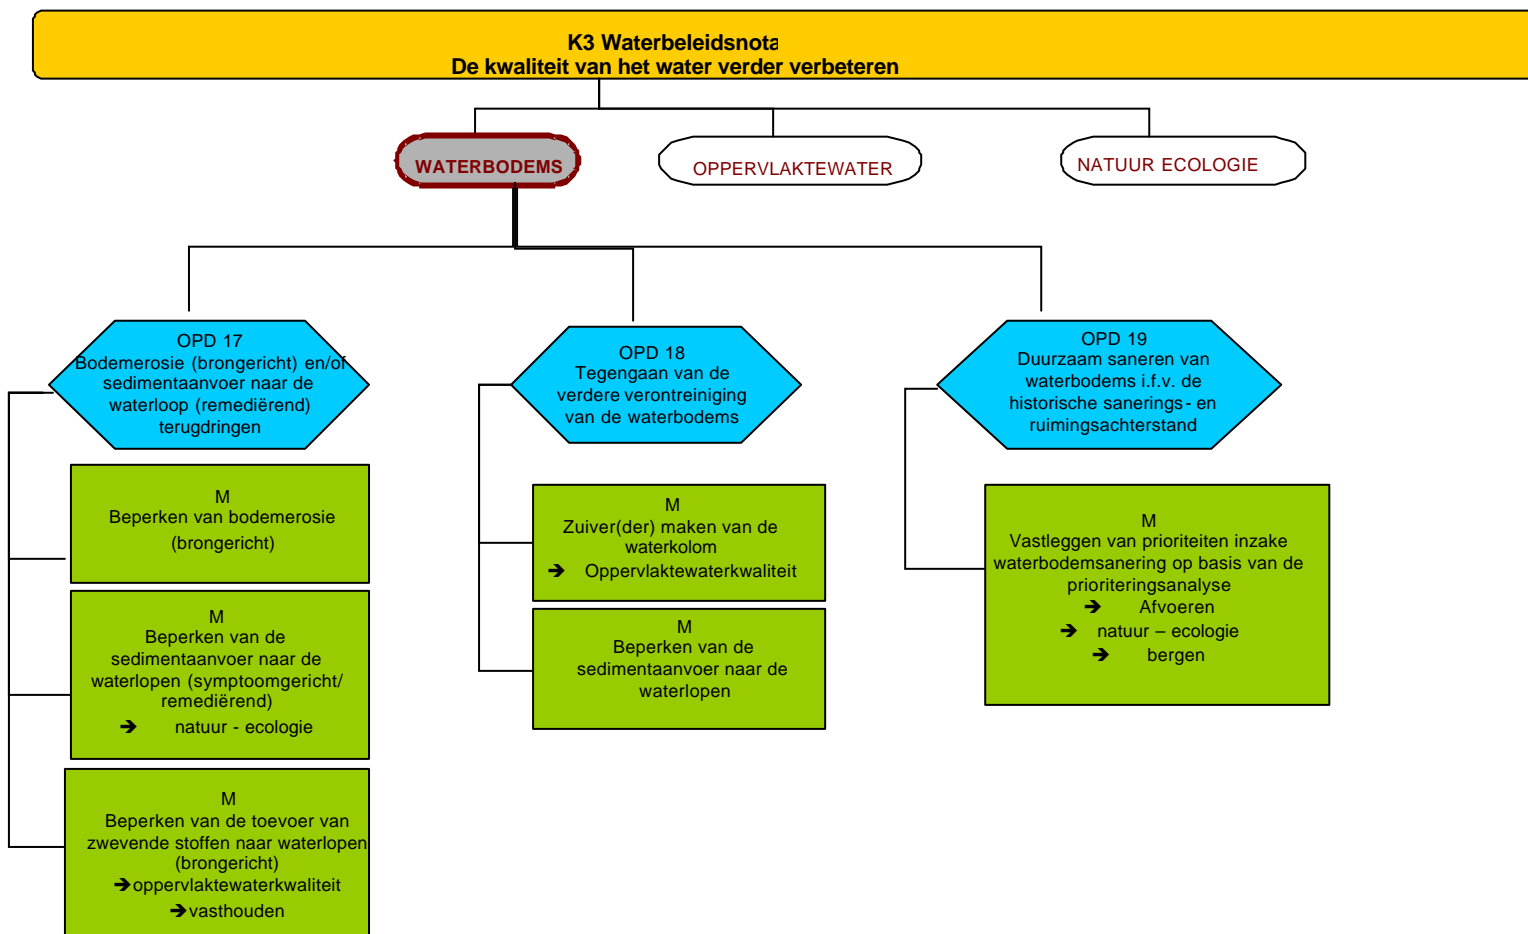 K3 Waterbeleidsnota
De kwaliteit van het water verder verbeteren
WATERBODEMS
OPPERVLAKTEWATER
NATUUR ECOLOGIE
OPD 17
Bodemerosie (brongericht) en/of
sedimentaanvoer naar de
waterloop (remediërend)
terugdringen
OPD 18
Tegengaan van de
verdere verontreiniging
van de waterbodems
OPD 19
Duurzaam saneren van
waterbodems i.f.v. de
historische sanerings- en
ruimingsachterstand
M
Beperken van bodemerosie
(brongericht)
M
Beperken van de
sedimentaanvoer naar de
waterlopen (symptoomgericht/
remediërend)
➔ natuur - ecologie
M
Beperken van de toevoer van
zwevende stoffen naar waterlopen
(brongericht)
➔oppervlaktewaterkwaliteit
➔vasthouden
M
Zuiver(der) maken van de
waterkolom
➔ Oppervlaktewaterkwaliteit
M
Beperken van de
sedimentaanvoer naar de
waterlopen
M
Vastleggen van prioriteiten inzake
waterbodemsanering op basis van de
prioriteringsanalyse
➔ Afvoeren
➔ natuur – ecologie
➔ bergen